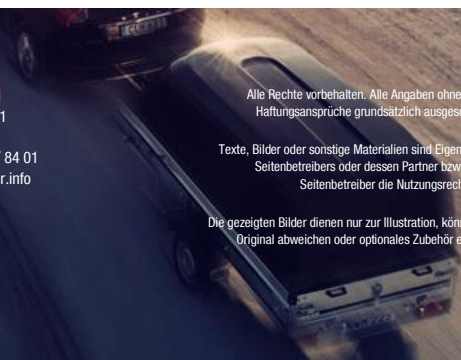 1
84 01
r.info
Alle Rechte vorbehalten. Alle Angaben ohne
Haftungsansprüche grundsätzlich ausgesc
Texte, Bilder oder sonstige Materialien sind Eigen
Seitenbetreibers oder dessen Partner bzw
Seitenbetreiber die Nutzungsrech
Die gezeigten Bilder dienen nur zur Illustration, kön
Original abweichen oder optionales Zubehör e